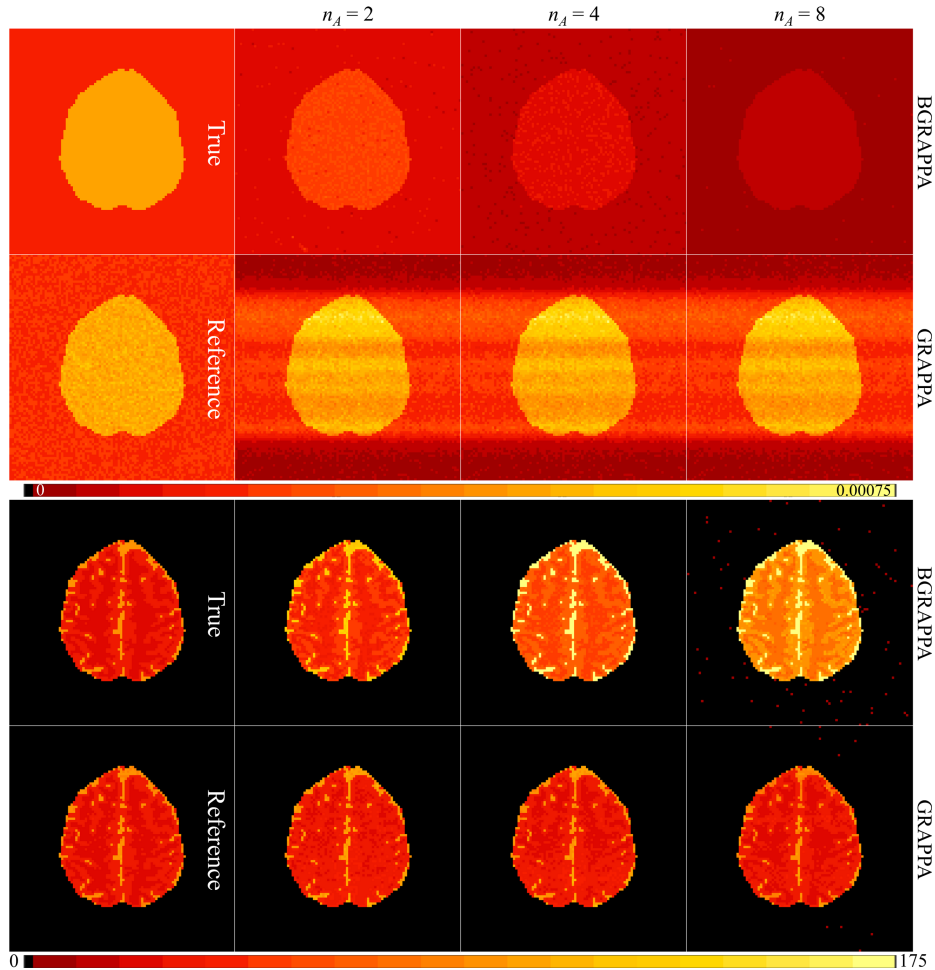 n_A = 2
n_A = 4
n_A = 8
True
BGRAPPA
Reference
GRAPPA
0
0.00075
True
BGRAPPA
Reference
GRAPPA
0
175